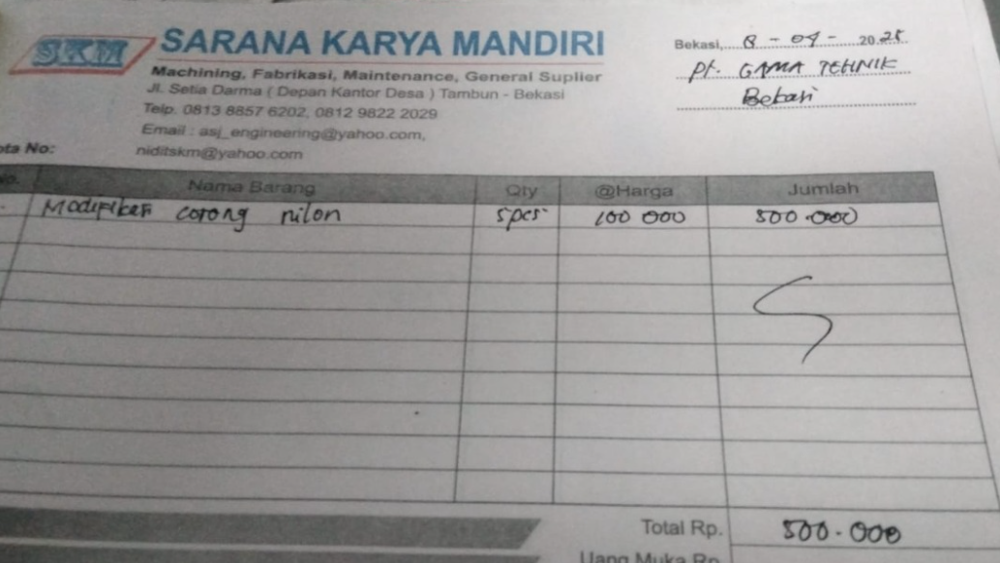 SKM
SARANA KARYA MANDIRI
Machining, Fabrikasi, Maintenance, General Suplier
Jl. Setia Darma ( Depan Kantor Desa ) Tambun - Bekasi
Telp. 0813 8857 6202, 0812 9822 2029
Email : asj_engineering@yahoo.com,
niditskm@yahoo.com
Bekasi, 8 - 04 - 2025
Pt. GAMA TEHNIK
Bekasi
ota No:
No. Nama Barang Qty @Harga Jumlah
Modifikasi corong nilon 5pcs 100 000 500.000
Total Rp. 500.000
Uang Muka Rp.